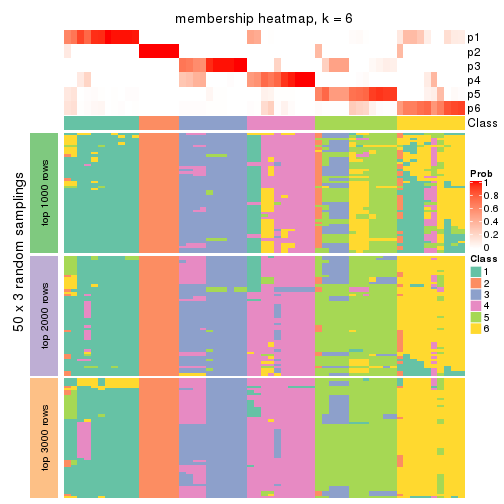 membership heatmap, k = 6
p1
p2
p3
p4
p5
p6
Class
50 x 3 random samplings
top 1000 rows
top 2000 rows
top 3000 rows
Prob
1
0.8
0.6
0.4
0.2
0
Class
1
2
3
4
5
6